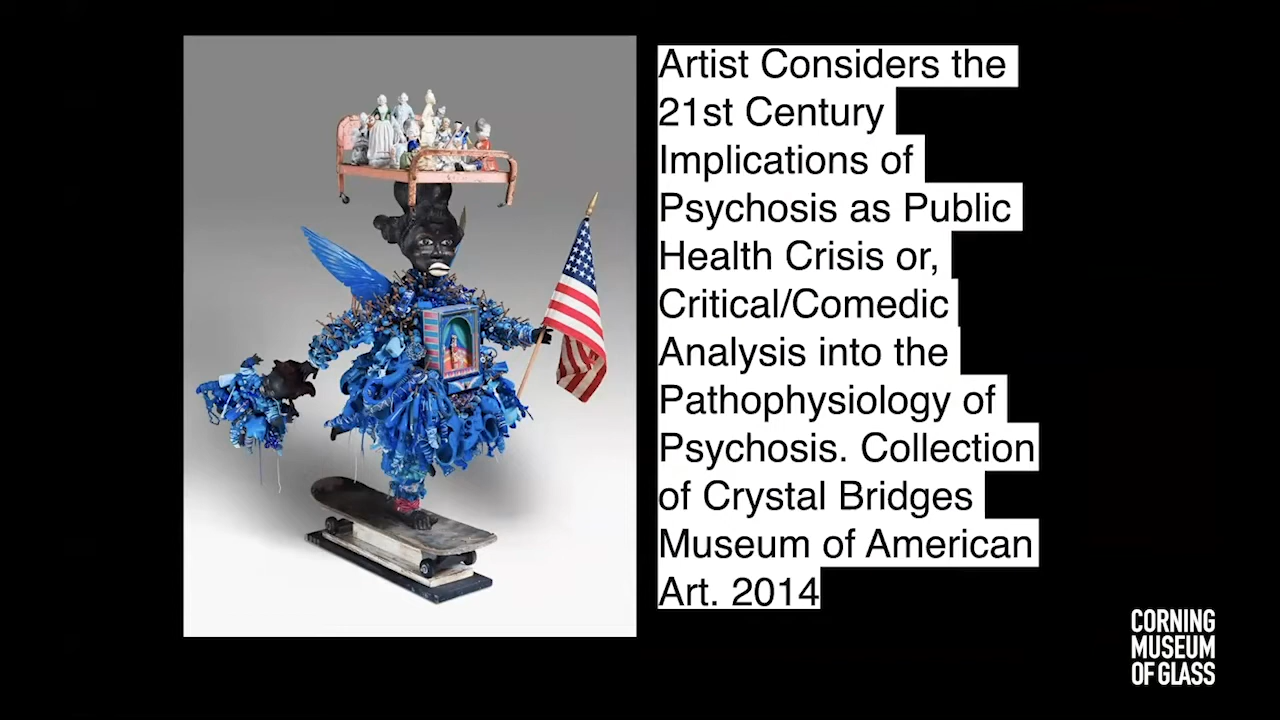 Artist Considers the
21st Century
Implications of
Psychosis as Public
Health Crisis or,
Critical/Comedic
Analysis into the
Pathophysiology of
Psychosis. Collection
of Crystal Bridges
Museum of American
Art. 2014
CORNING
MUSEUM
OF GLASS